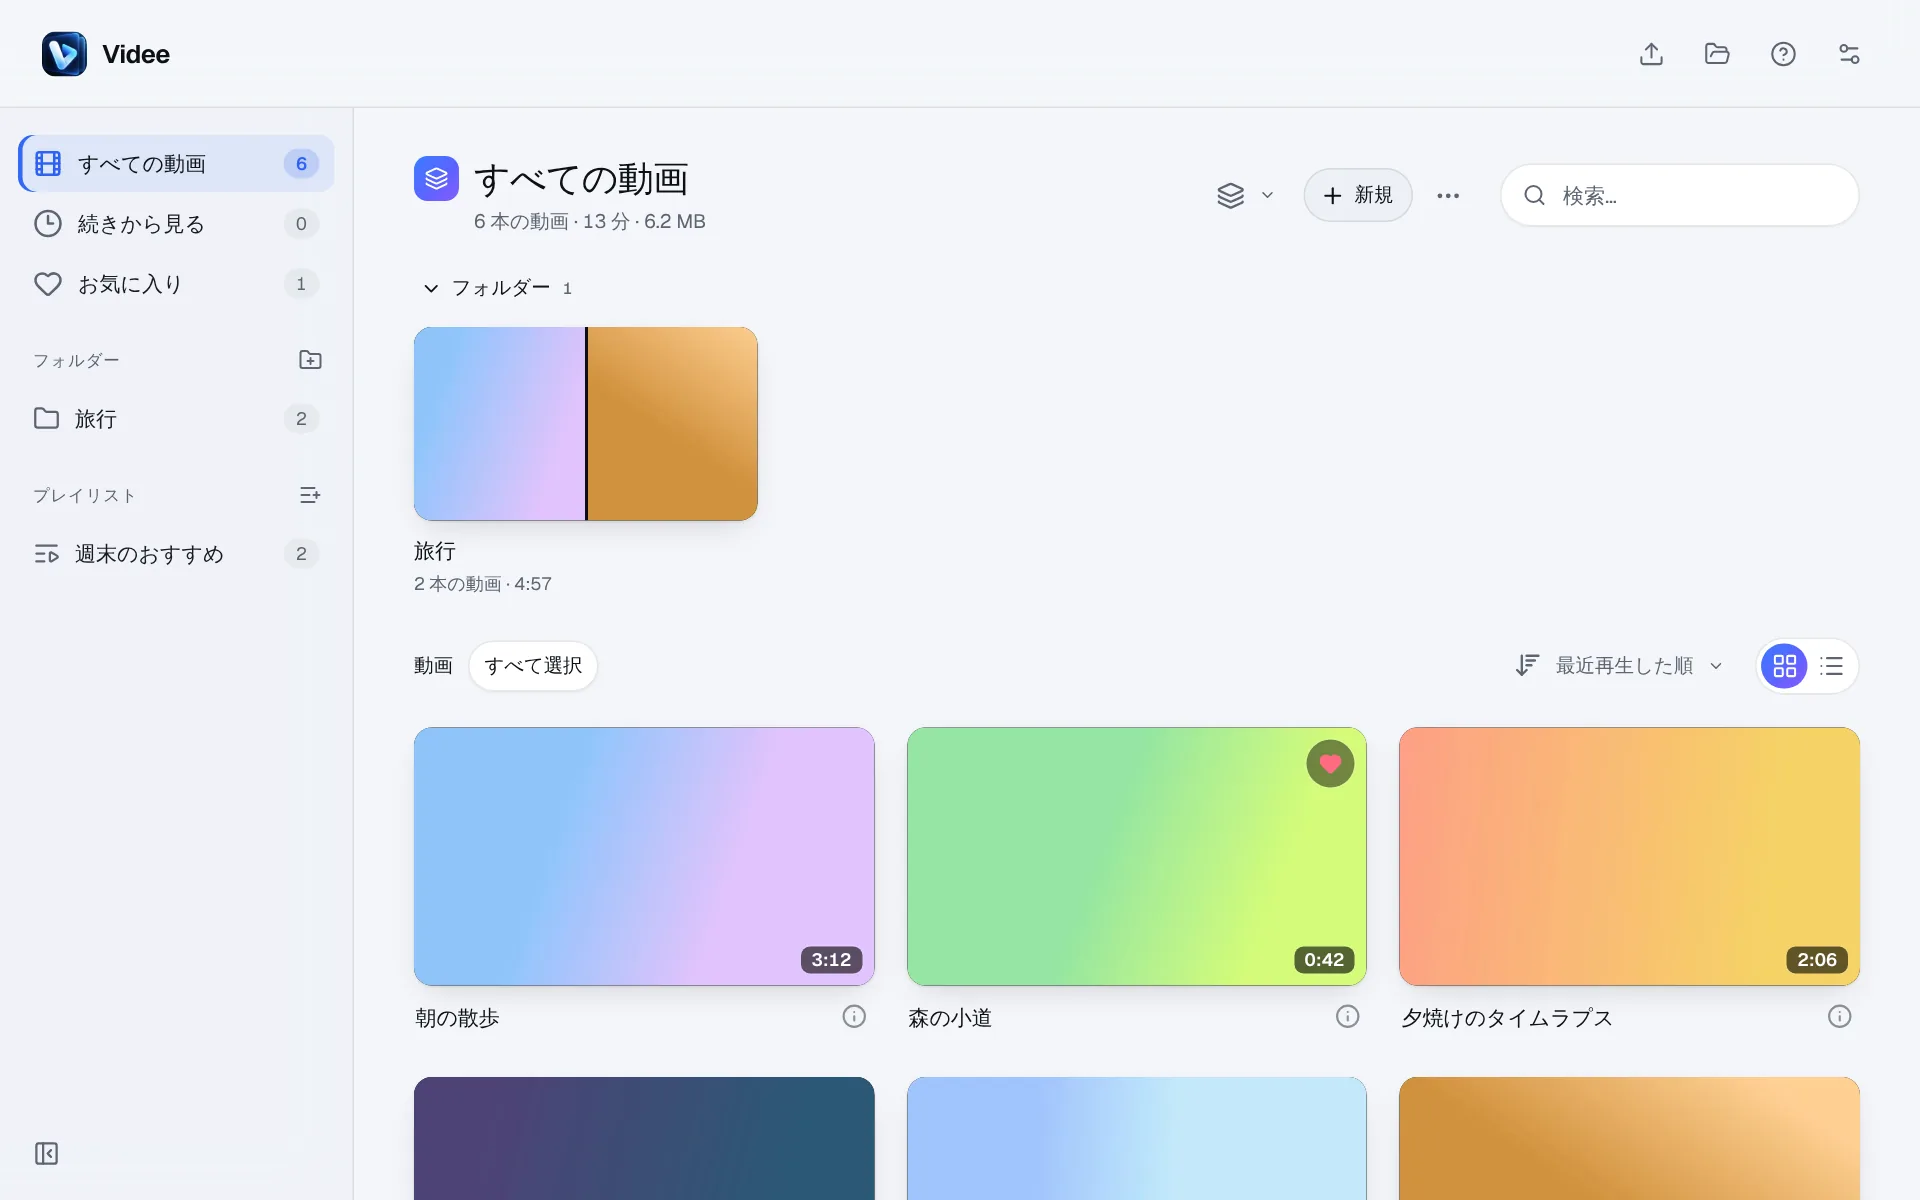 Videe
すべての動画 6
続きから見る 0
お気に入り 1
フォルダー
旅行 2
プレイリスト
週末のおすすめ 2
すべての動画
6 本の動画 · 13 分 · 6.2 MB
新規
検索...
フォルダー 1
旅行
2 本の動画 · 4:57
動画 すべて選択
最近再生した順
3:12
0:42
2:06
朝の散歩
森の小道
夕焼けのタイムラプス